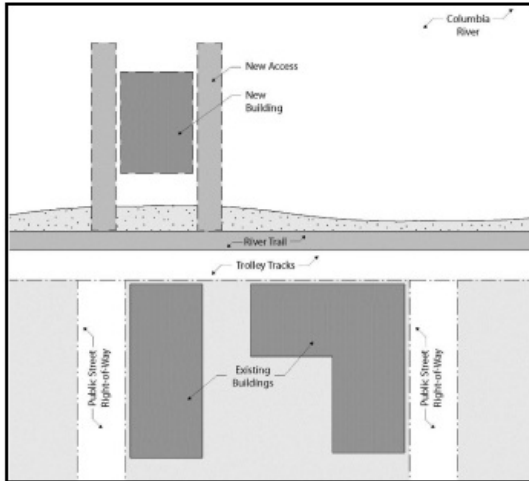 Columbia
River
New Access
New
Building
River Trail
Trolley Tracks
Public Street
Right-of-Way
Existing
Buildings
Public Street
Right-of-Way